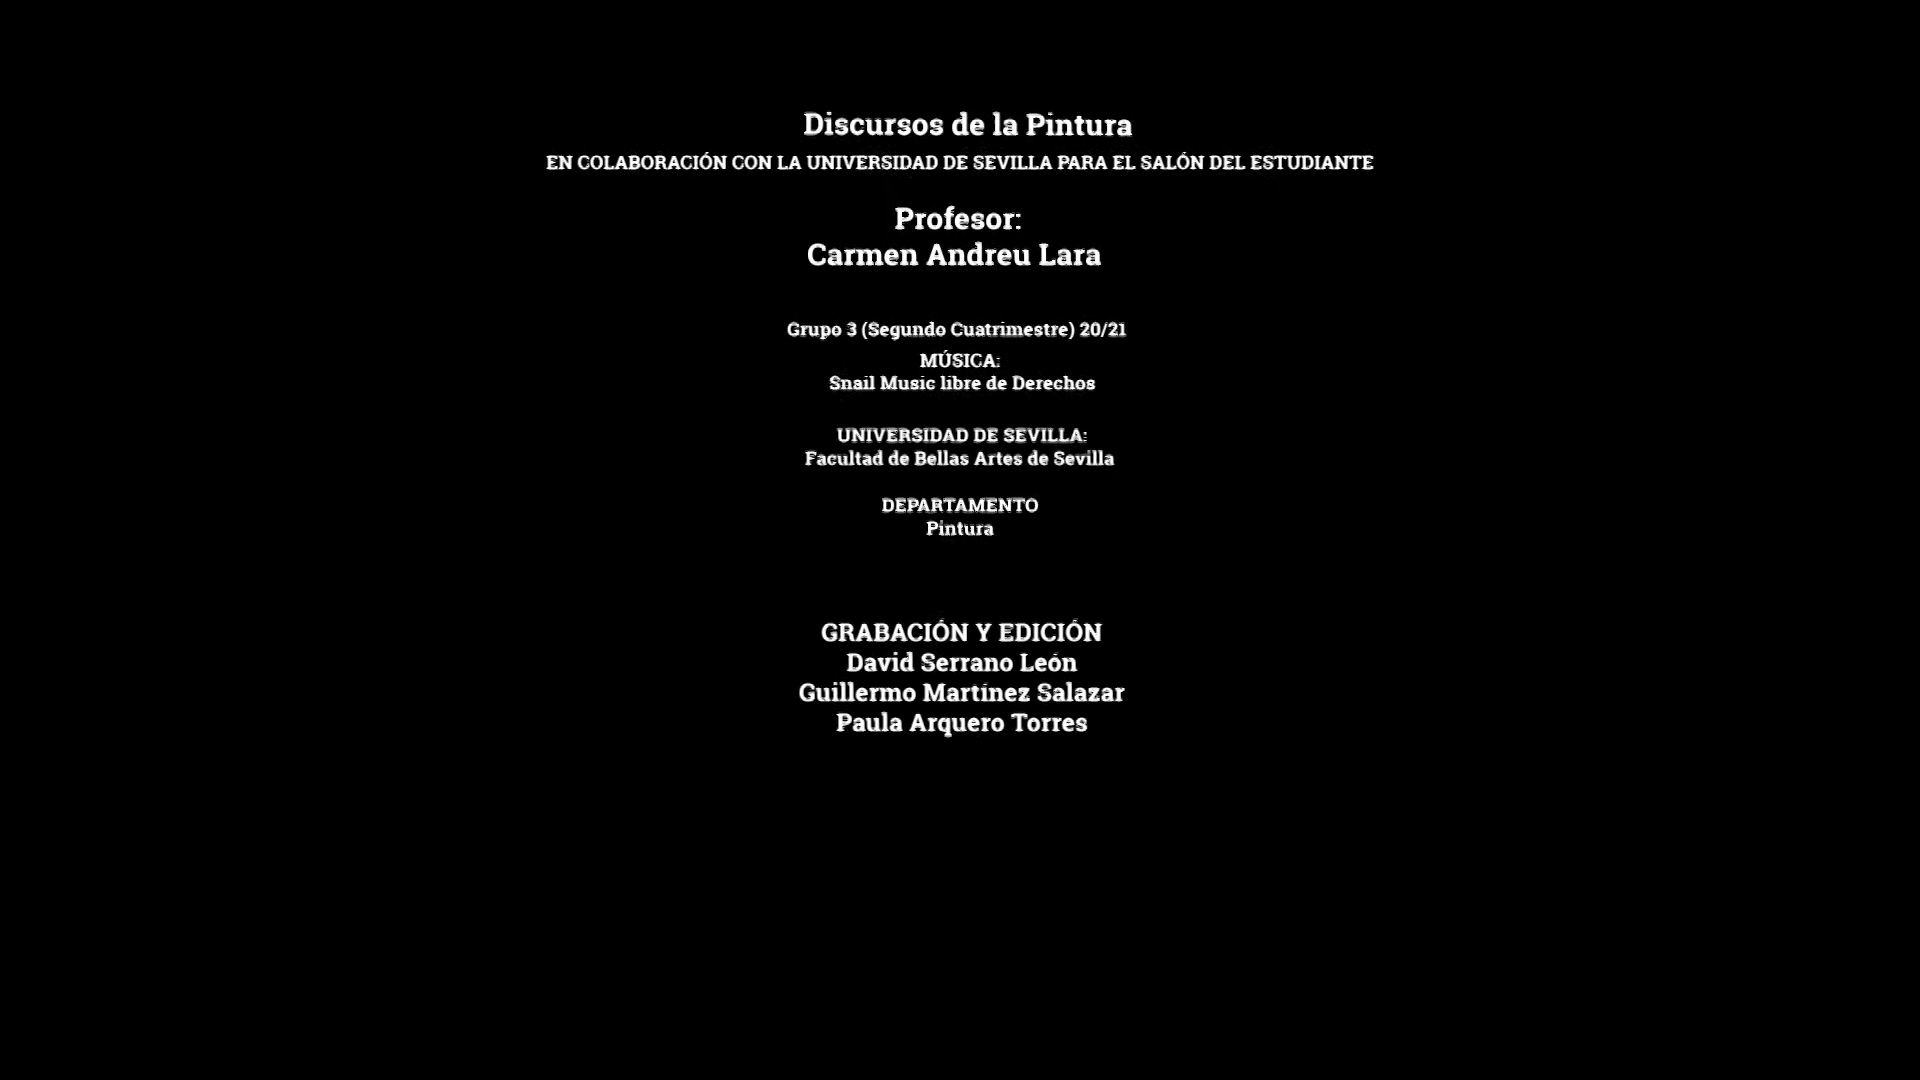 Discursos de la Pintura
EN COLABORACIÓN CON LA UNIVERSIDAD DE SEVILLA PARA EL SALÓN DEL ESTUDIANTE
Profesor:
Carmen Andreu Lara
Grupo 3 (Segundo Cuatrimestre) 20/21
MÚSICA:
Snail Music libre de Derechos
UNIVERSIDAD DE SEVILLA:
Facultad de Bellas Artes de Sevilla
DEPARTAMENTO
Pintura
GRABACIÓN Y EDICIÓN
David Serrano León
Guillermo Martínez Salazar
Paula Arquero Torres